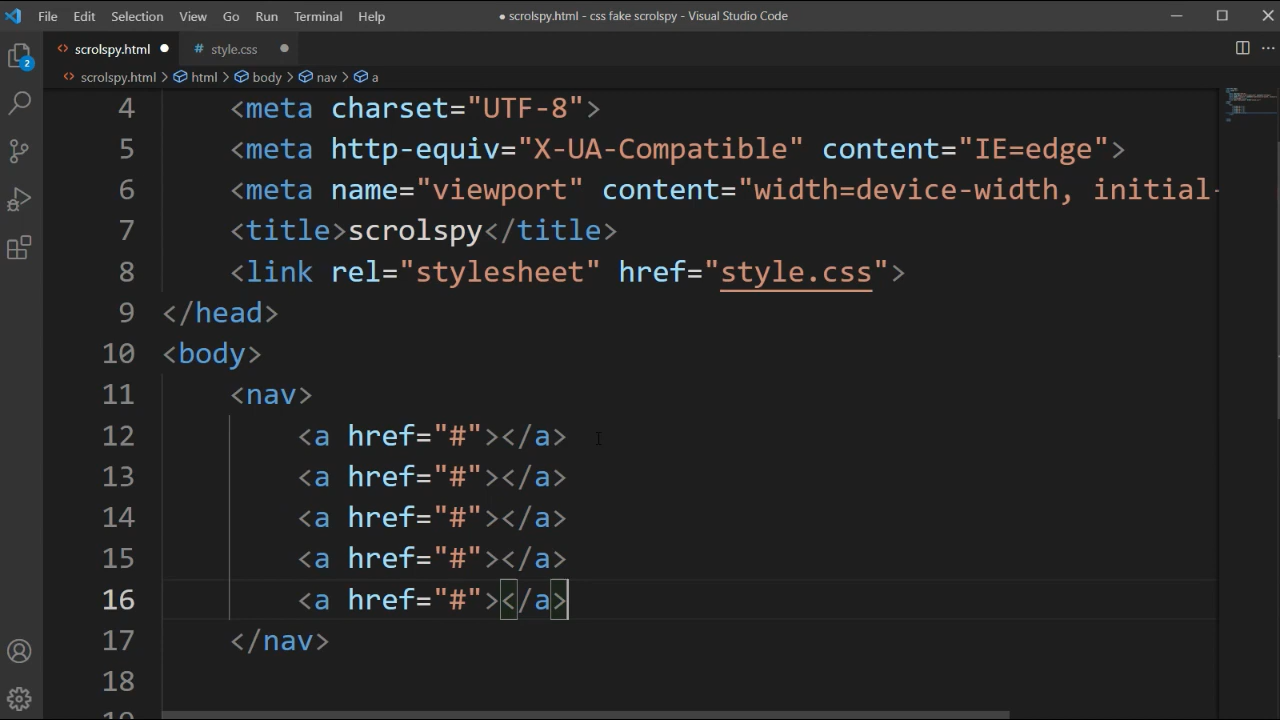 File Edit Selection View Go Run Terminal Help ● scrolspy.html - css fake scrolspy - Visual Studio Code
<> scrolspy.html ● # style.css ●
<> scrolspy.html > html > body > nav > a
2
4 <meta charset="UTF-8">
5 <meta http-equiv="X-UA-Compatible" content="IE=edge">
6 <meta name="viewport" content="width=device-width, initial-
7 <title>scrolspy</title>
8 <link rel="stylesheet" href="style.css">
9 </head>
10 <body>
11 <nav>
12 <a href="#"></a>
13 <a href="#"></a>
14 <a href="#"></a>
15 <a href="#"></a>
16 <a href="#"></a>
17 </nav>
18